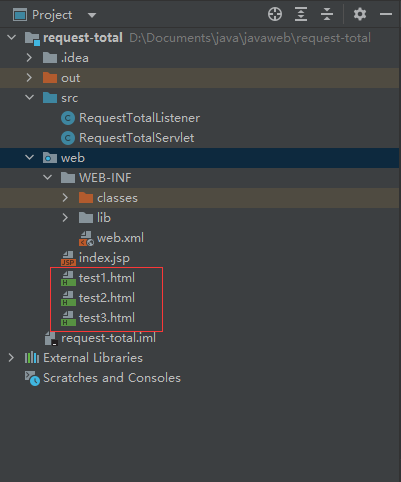 Project
request-total D:\Documents\java\javaweb\request-total
.idea
out
src
RequestTotalListener
RequestTotalServlet
web
WEB-INF
classes
lib
web.xml
JSP index.jsp
H test1.html
H test2.html
H test3.html
request-total.iml
External Libraries
Scratches and Consoles